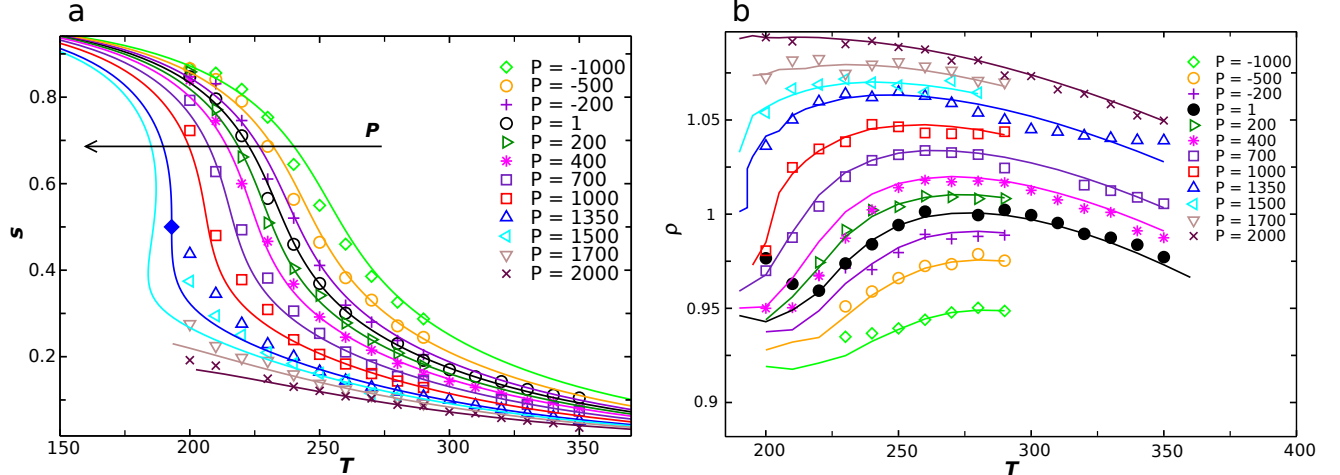 a
s
0.8
0.6
0.4
0.2
150
200
250
300
350
T
P
P = -1000
P = -500
P = -200
P = 1
P = 200
P = 400
P = 700
P = 1000
P = 1350
P = 1500
P = 1700
P = 2000
b
ρ
1.05
1
0.95
0.9
200
250
300
350
400
T
P = -1000
P = -500
P = -200
P = 1
P = 200
P = 400
P = 700
P = 1000
P = 1350
P = 1500
P = 1700
P = 2000